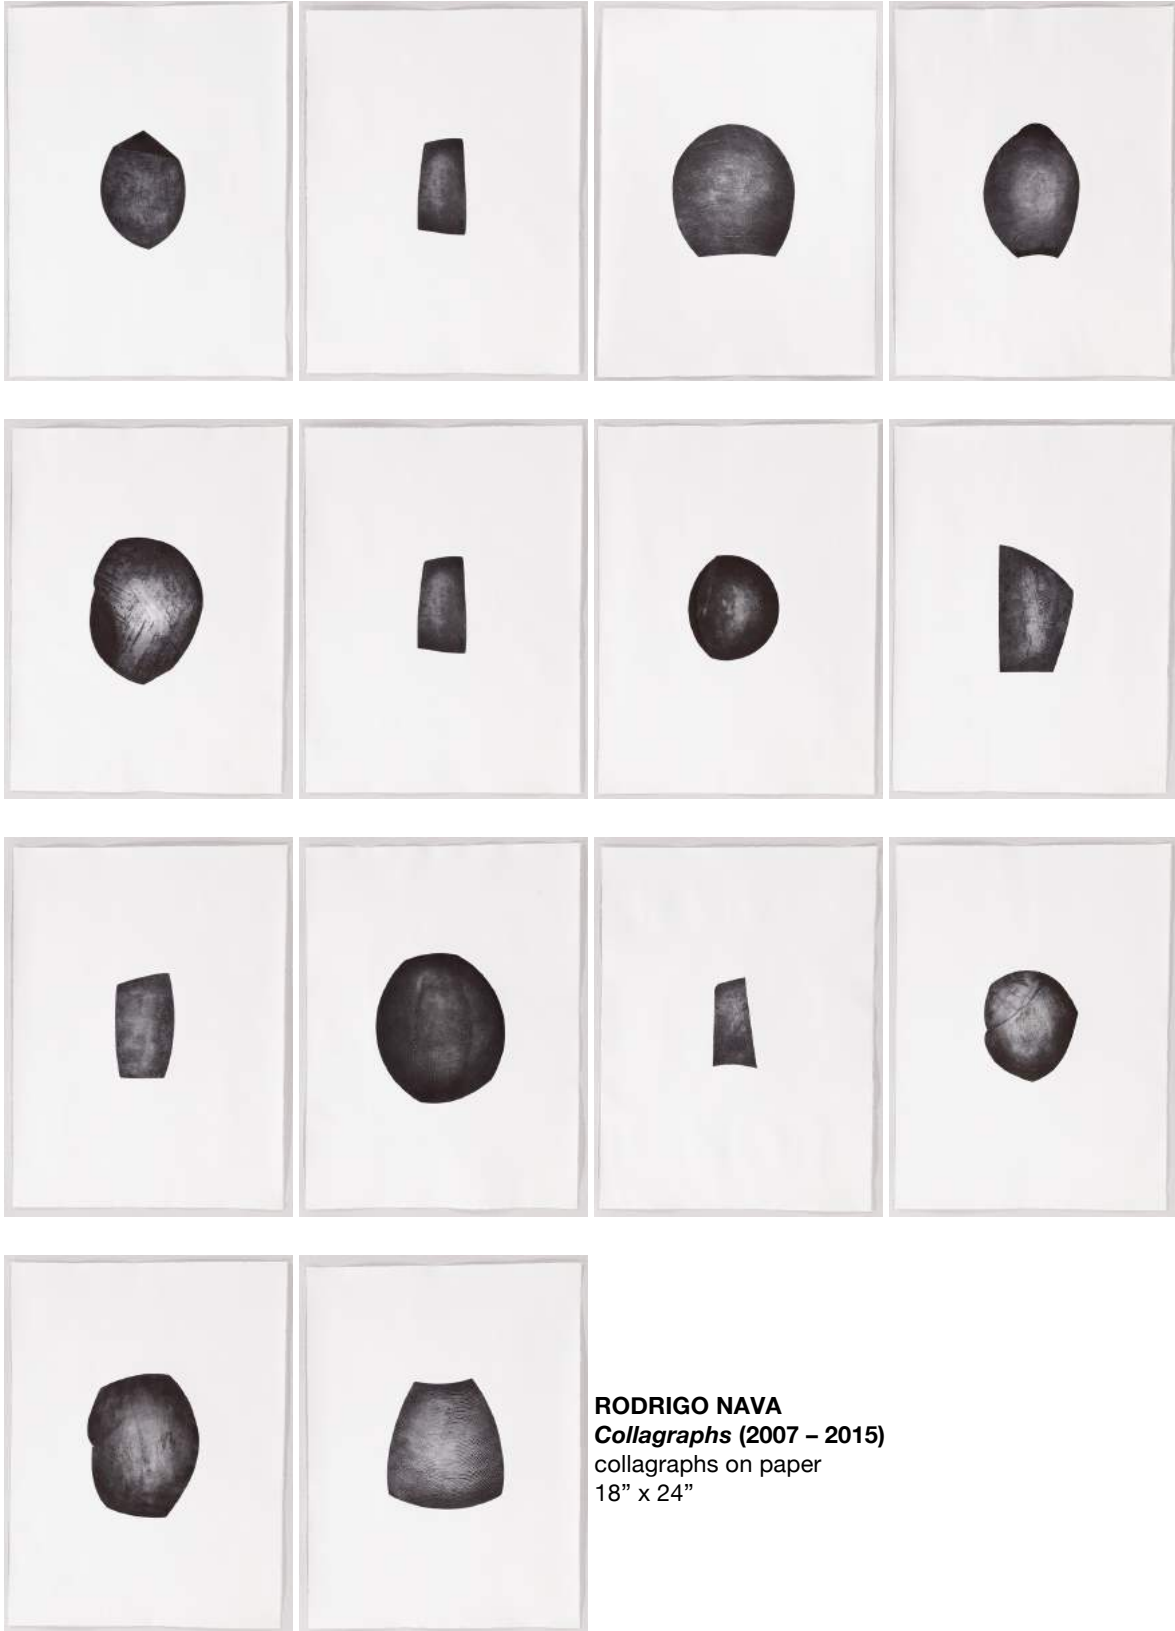 RODRIGO NAVA
Collagraphs (2007 – 2015)
collagraphs on paper
18” x 24”